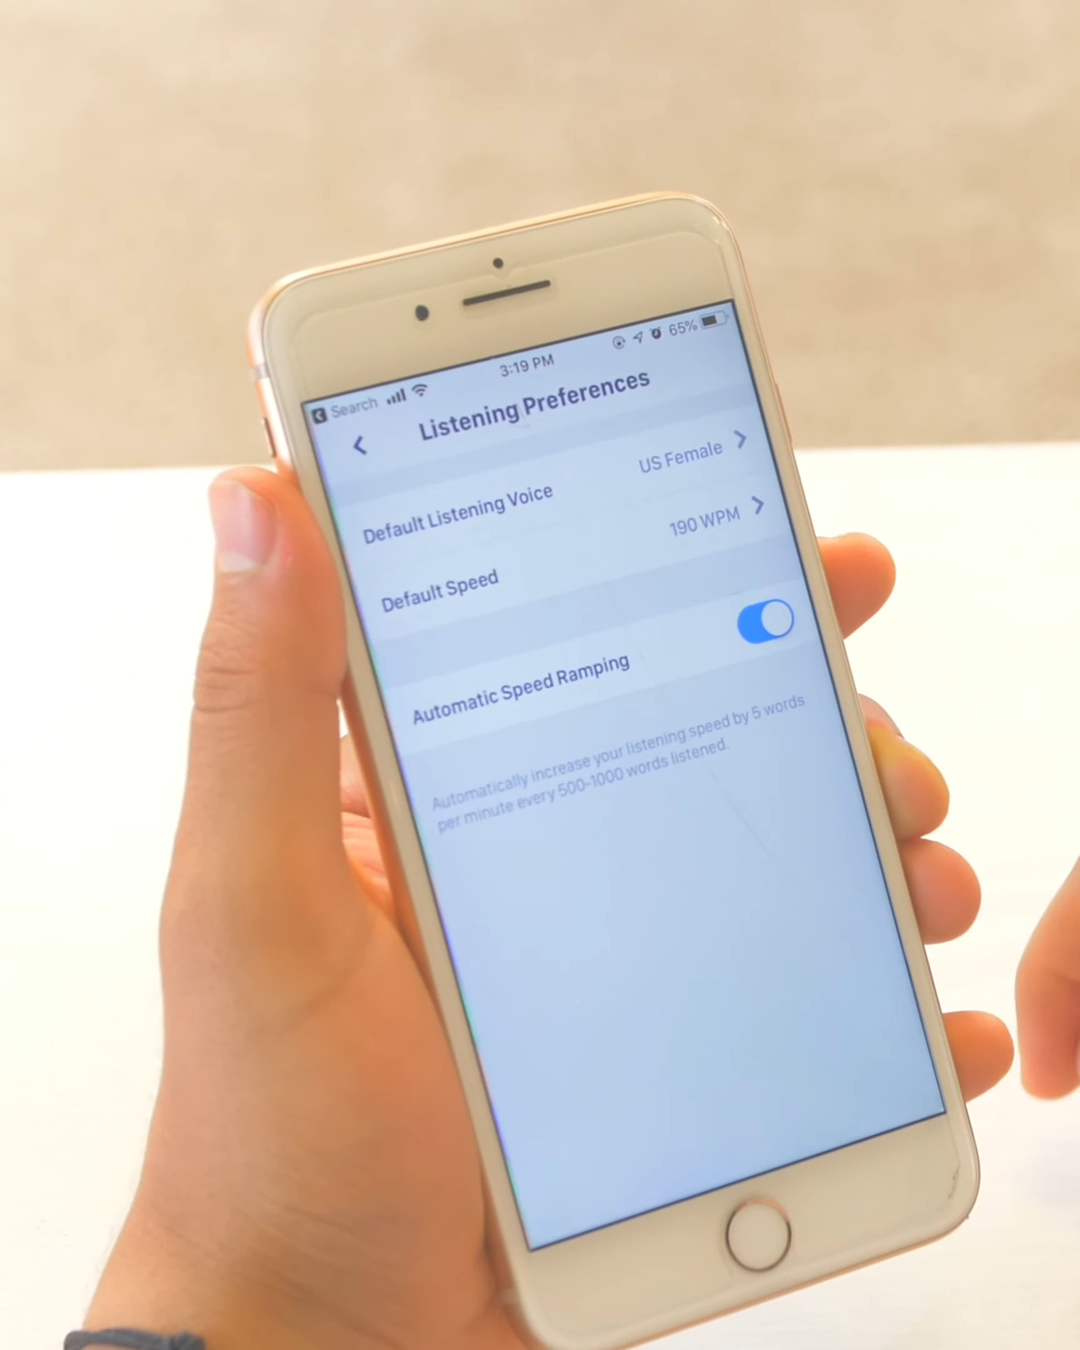 Search 3:19 PM 65%
Listening Preferences
Default Listening Voice US Female
Default Speed 190 WPM
Automatic Speed Ramping
Automatically increase your listening speed by 5 words
per minute every 500-1000 words listened.